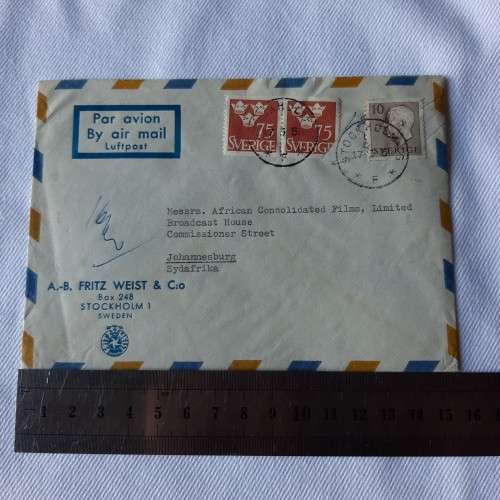 Par avion
By air mail
Luftpost
75 75
SVERIGE SVERIGE
10
SVERIGE
STOCKHOLM
F
Messrs. African Consolidated Films, Limited
Broadcast House
Commissioner Street
Johannesburg
Sydafrika
A.-B. FRITZ WEIST & C:o
Box 248
STOCKHOLM 1
SWEDEN
1 2 3 4 5 6 7 8 9 10 11 12 13 14 15 16